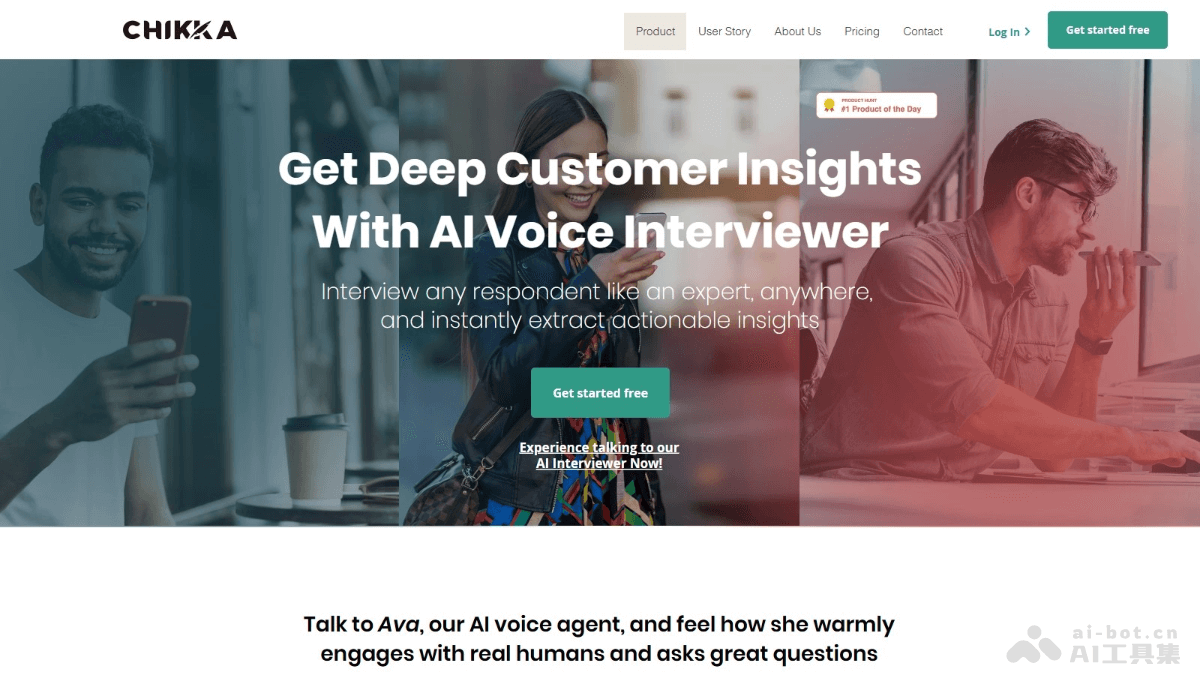 CHIKKA
Product
User Story
About Us
Pricing
Contact
Log In
Get started free
PRODUCT HUNT
#1 Product of the Day
Get Deep Customer Insights
With AI Voice Interviewer
Interview any respondent like an expert, anywhere,
and instantly extract actionable insights
Get started free
Experience talking to our
AI Interviewer Now!
Talk to Ava, our AI voice agent, and feel how she warmly
engages with real humans and asks great questions
ai-bot.cn
AI工具集